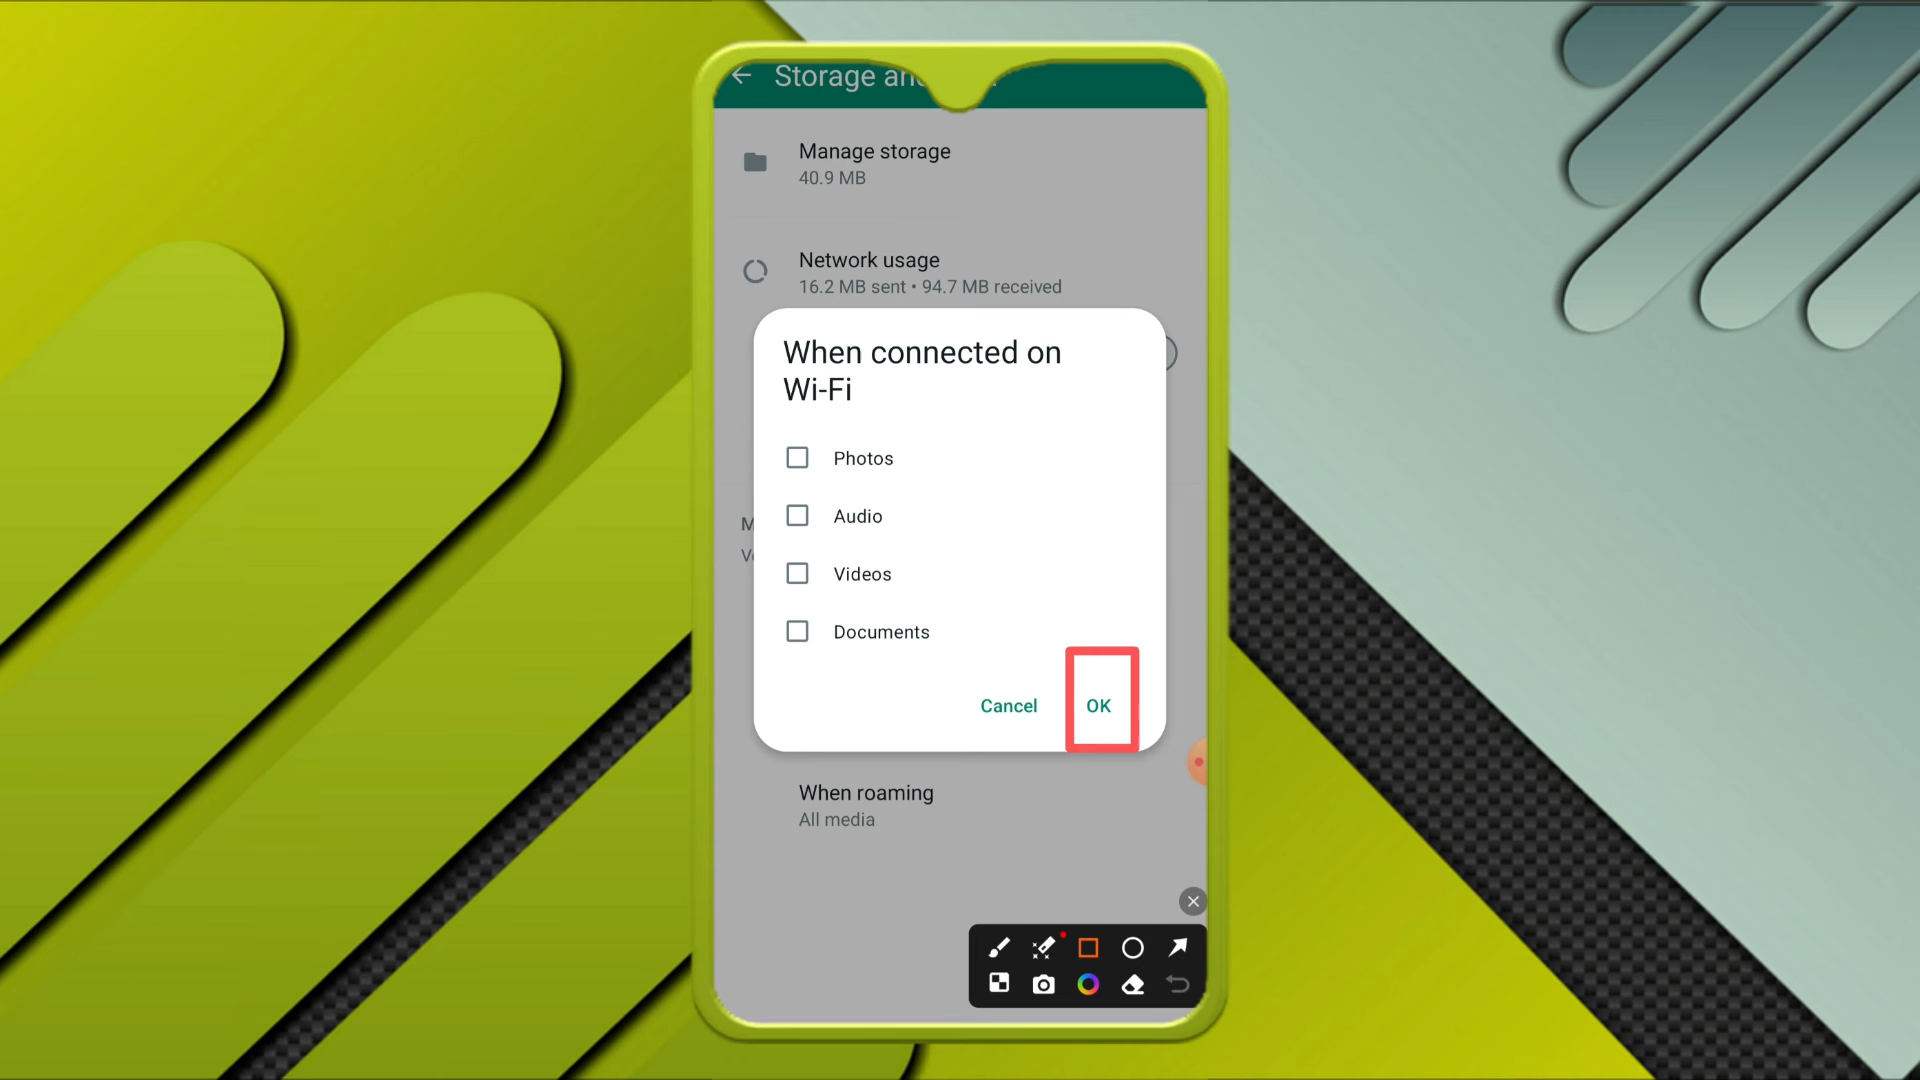 Storage an
Manage storage
40.9 MB
Network usage
16.2 MB sent • 94.7 MB received
When connected on
Wi-Fi
Photos
Audio
Videos
Documents
Cancel
OK
When roaming
All media